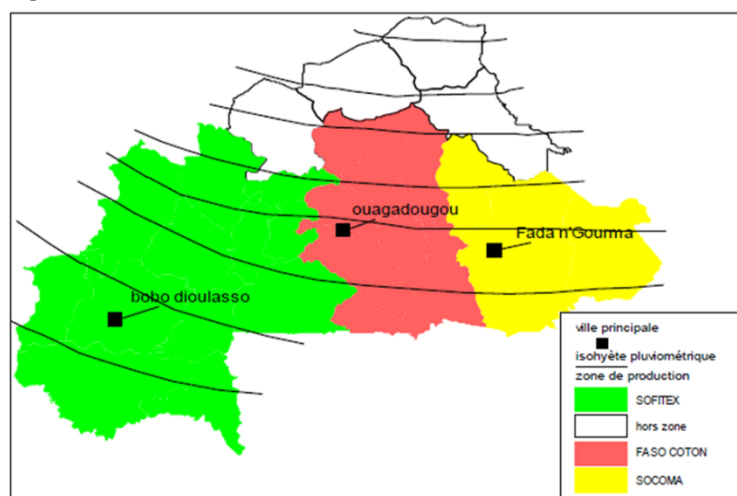 ouagadougou
Fada n'Gourma
bobo dioulasso
ville principale
isohyète pluviométrique
zone de production
SOFITEX
hors zone
FASO COTON
SOCOMA